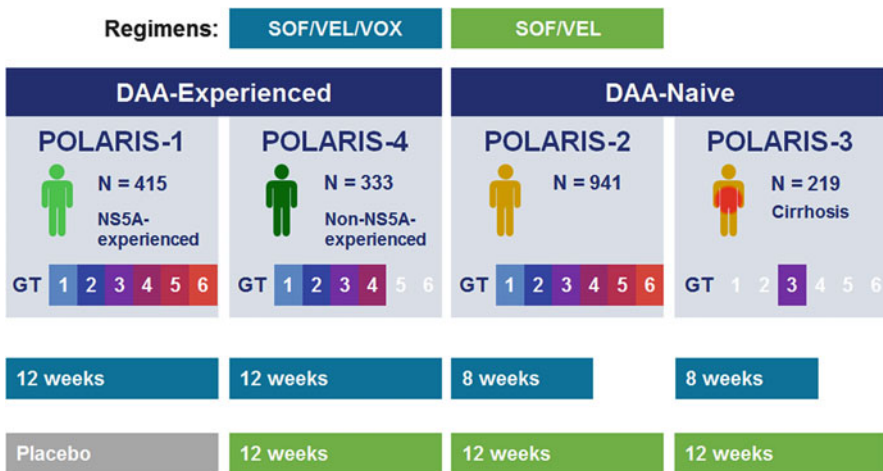 Regimens: SOF/VEL/VOX SOF/VEL
DAA-Experienced DAA-Naive
POLARIS-1 POLARIS-4 POLARIS-2 POLARIS-3
N = 415 N = 333 N = 941 N = 219
NS5A-experienced Non-NS5A-experienced Cirrhosis
GT 1 2 3 4 5 6 GT 1 2 3 4 5 6 GT 1 2 3 4 5 6 GT 1 2 3 4 5 6
12 weeks 12 weeks 8 weeks 8 weeks
Placebo 12 weeks 12 weeks 12 weeks